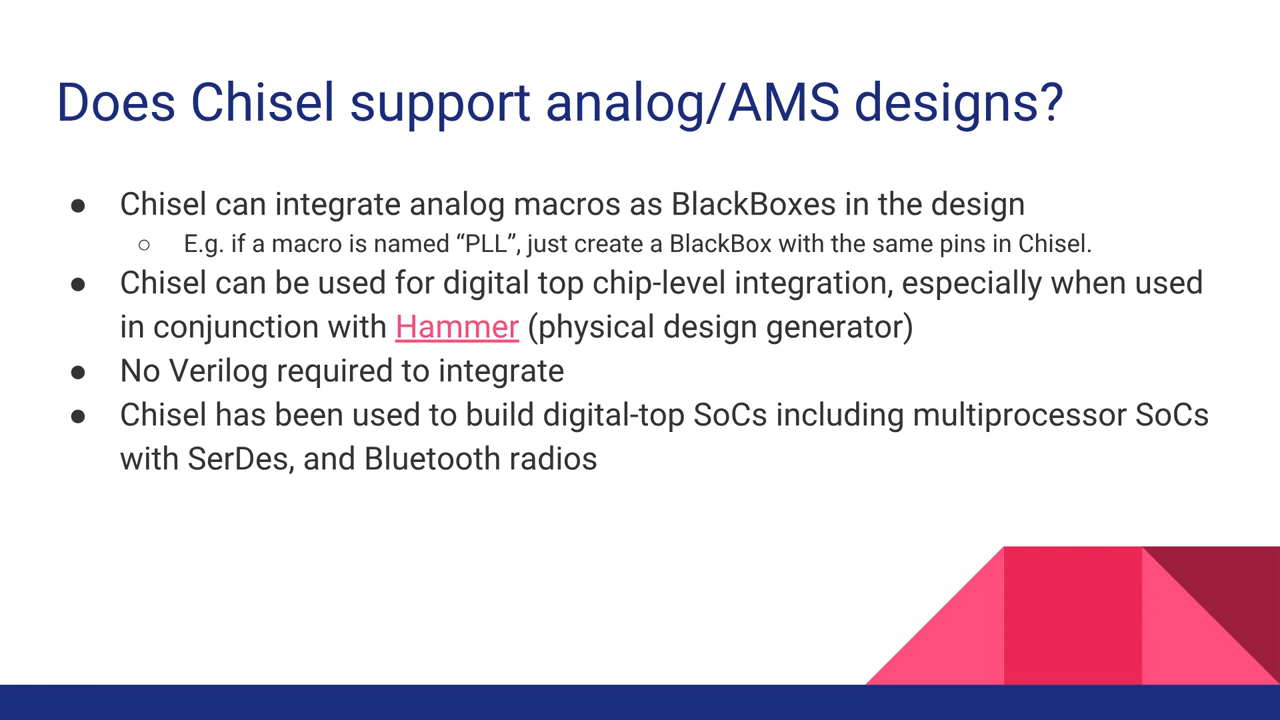 Does Chisel support analog/AMS designs?
● Chisel can integrate analog macros as BlackBoxes in the design
○ E.g. if a macro is named “PLL”, just create a BlackBox with the same pins in Chisel.
● Chisel can be used for digital top chip-level integration, especially when used
in conjunction with Hammer (physical design generator)
● No Verilog required to integrate
● Chisel has been used to build digital-top SoCs including multiprocessor SoCs
with SerDes, and Bluetooth radios